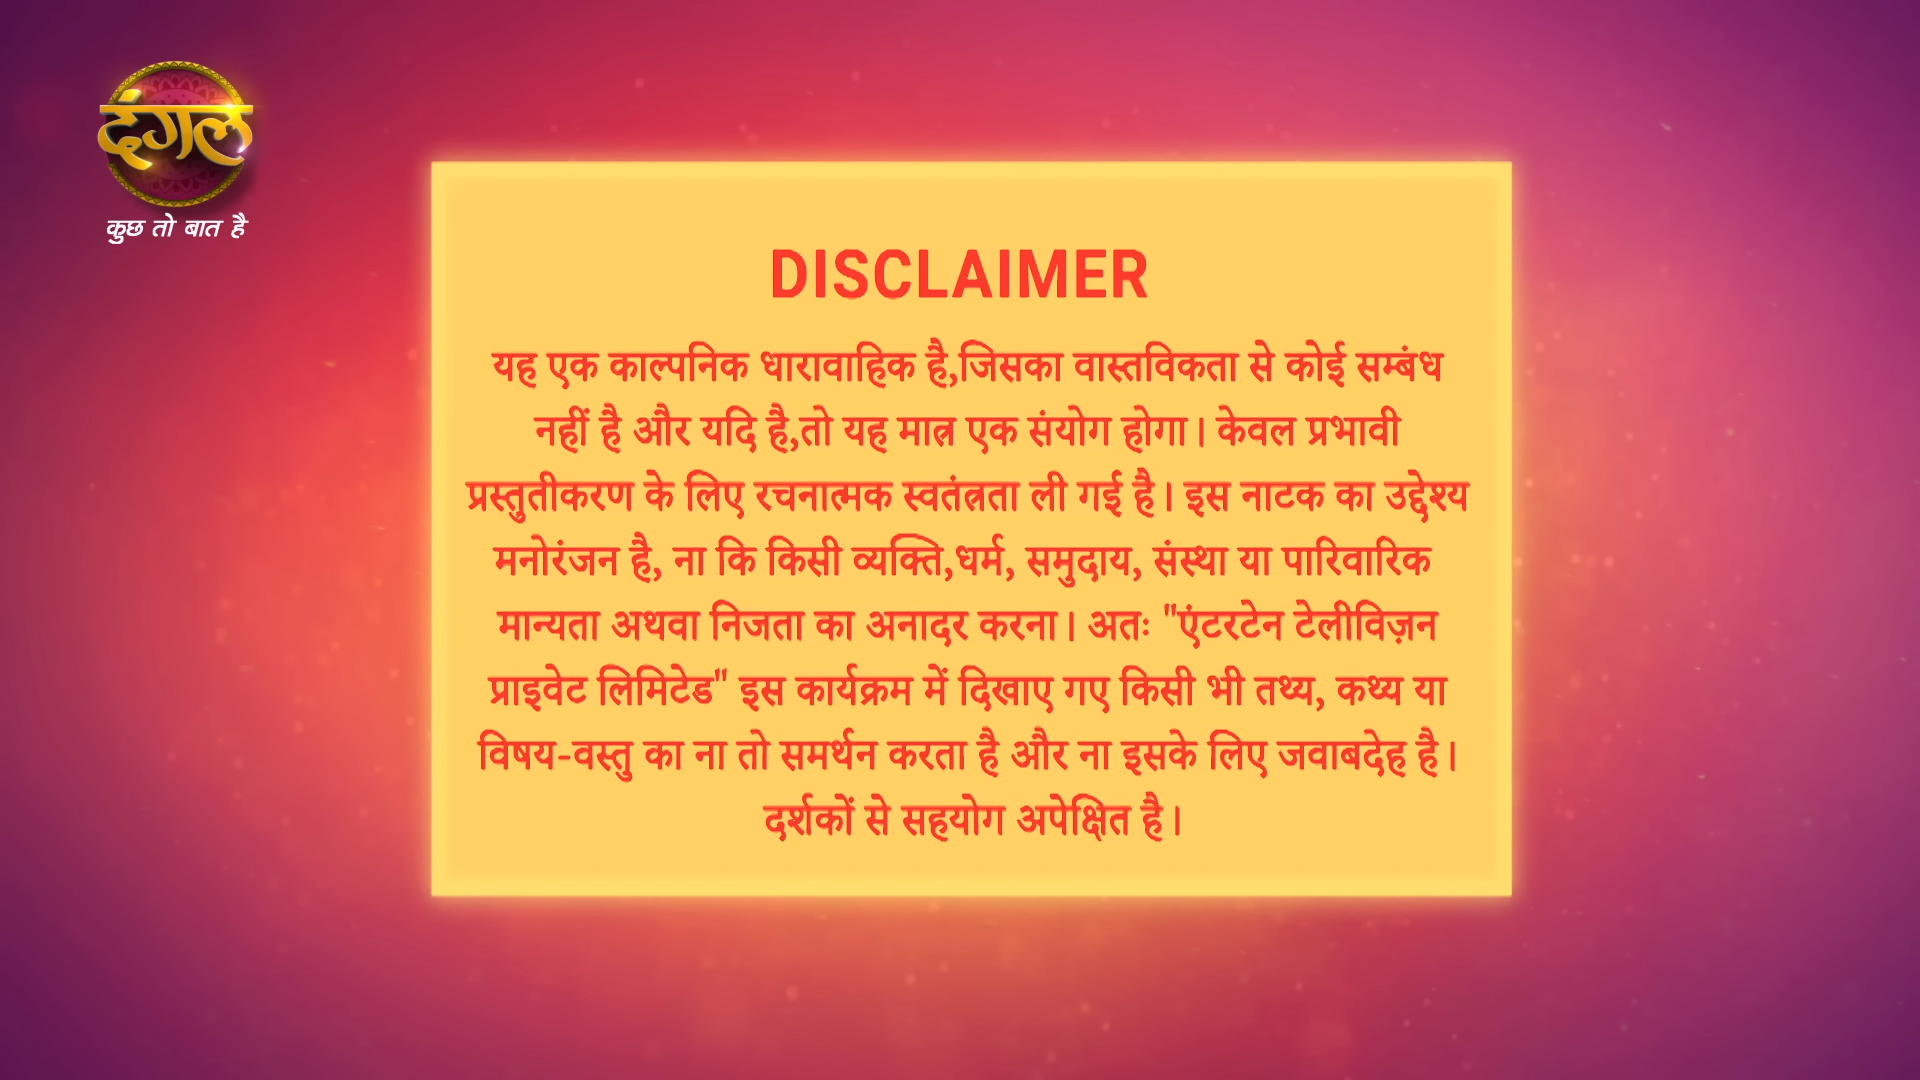 दंगल
कुछ तो बात है
DISCLAIMER
यह एक काल्पनिक धारावाहिक है,जिसका वास्तविकता से कोई सम्बंध
नहीं है और यदि है,तो यह मात्र एक संयोग होगा। केवल प्रभावी
प्रस्तुतीकरण के लिए रचनात्मक स्वतंत्रता ली गई है। इस नाटक का उद्देश्य
मनोरंजन है, ना कि किसी व्यक्ति,धर्म, समुदाय, संस्था या पारिवारिक
मान्यता अथवा निजता का अनादर करना। अतः "एंटरटेन टेलीविज़न
प्राइवेट लिमिटेड" इस कार्यक्रम में दिखाए गए किसी भी तथ्य, कथ्य या
विषय-वस्तु का ना तो समर्थन करता है और ना इसके लिए जवाबदेह है।
दर्शकों से सहयोग अपेक्षित है।